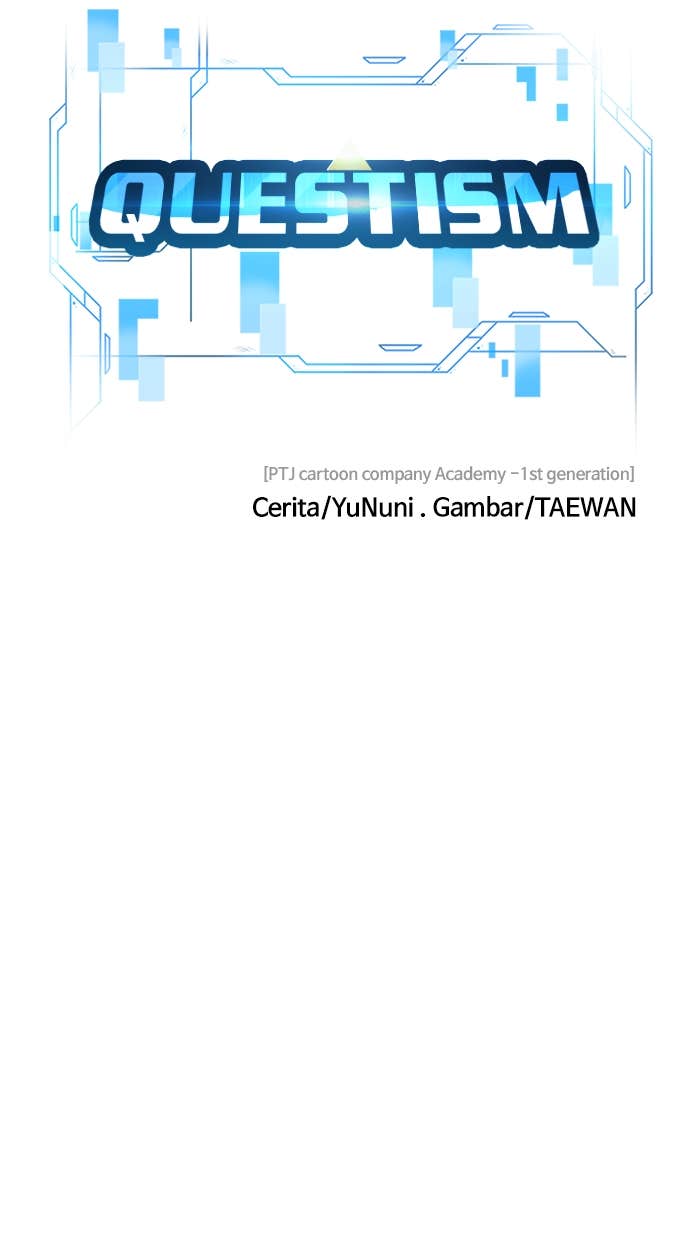 QUESTISM
[PTJ cartoon company Academy -1st generation]
Cerita/YuNuni . Gambar/TAEWAN